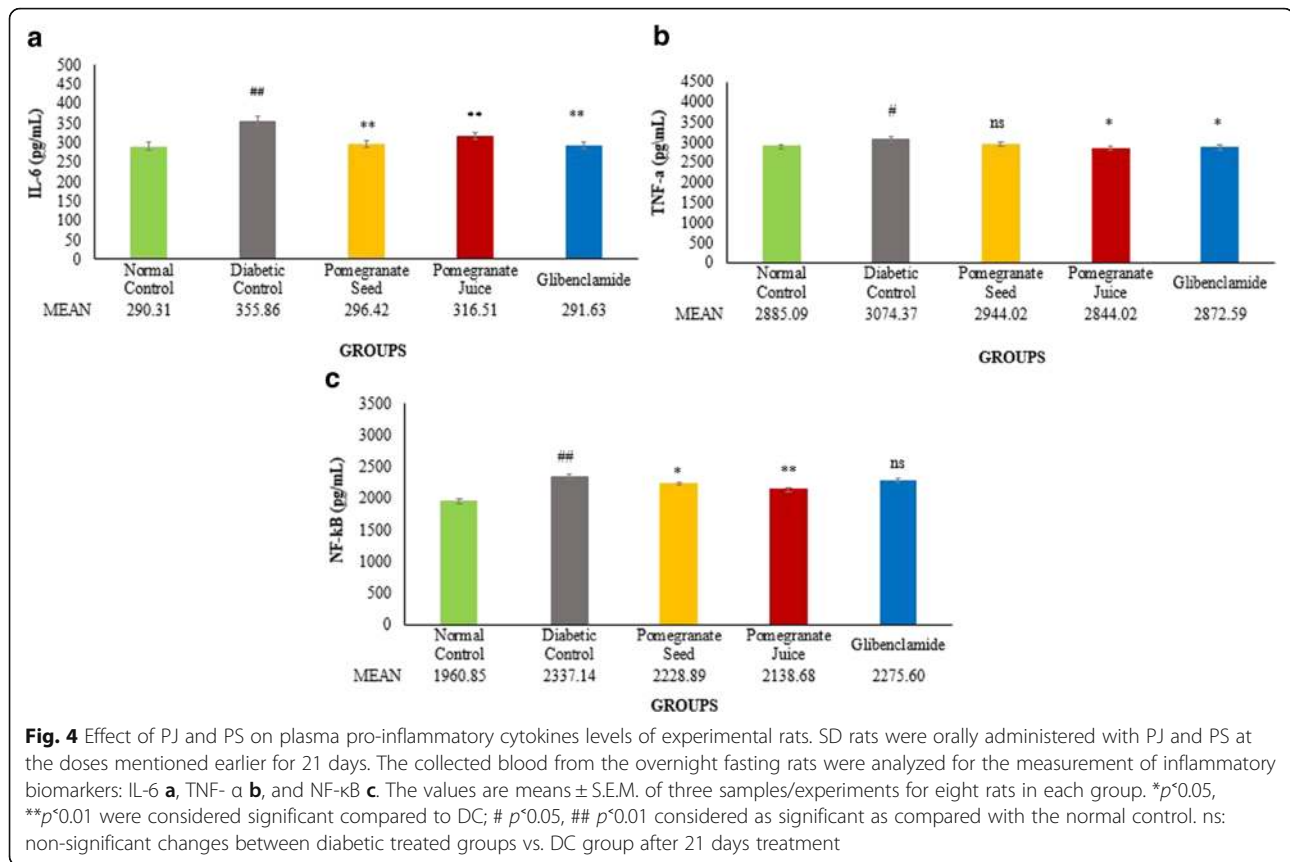 a
500
450
400
350
300
250
200
150
100
50
0
IL-6 (pg/mL)
##
**
**
**
Normal Control
Diabetic Control
Pomegranate Seed
Pomegranate Juice
Glibenclamide
MEAN 290.31 355.86 296.42 316.51 291.63
GROUPS
b
4500
4000
3500
3000
2500
2000
1500
1000
500
0
TNF-a (pg/mL)
#
ns
*
*
Normal Control
Diabetic Control
Pomegranate Seed
Pomegranate Juice
Glibenclamide
MEAN 2885.09 3074.37 2944.02 2844.02 2872.59
GROUPS
c
3500
3000
2500
2000
1500
1000
500
0
NF-kB (pg/mL)
##
*
**
ns
Normal Control
Diabetic Control
Pomegranate Seed
Pomegranate Juice
Glibenclamide
MEAN 1960.85 2337.14 2228.89 2138.68 2275.60
GROUPS
Fig. 4 Effect of PJ and PS on plasma pro-inflammatory cytokines levels of experimental rats. SD rats were orally administered with PJ and PS at
the doses mentioned earlier for 21 days. The collected blood from the overnight fasting rats were analyzed for the measurement of inflammatory
biomarkers: IL-6 a, TNF- α b, and NF-κB c. The values are means ± S.E.M. of three samples/experiments for eight rats in each group. *p˂0.05,
**p˂0.01 were considered significant compared to DC; # p˂0.05, ## p˂0.01 considered as significant as compared with the normal control. ns:
non-significant changes between diabetic treated groups vs. DC group after 21 days treatment